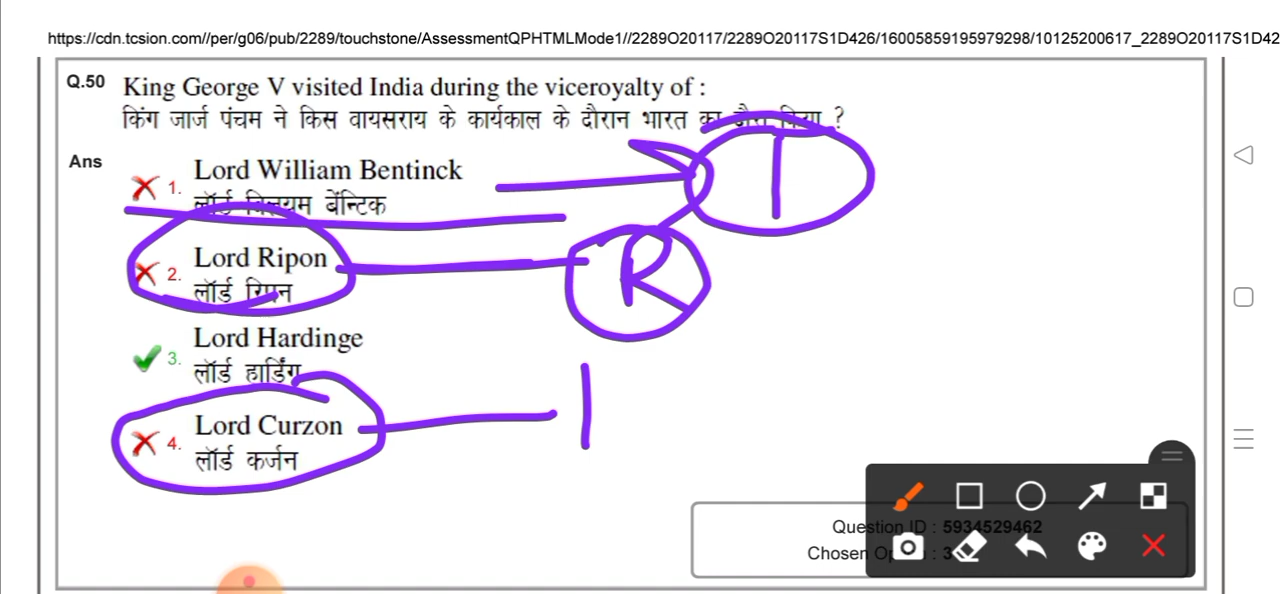 https://cdn.tcsion.com//per/g06/pub/2289/touchstone/AssessmentQPHTMLMode1//2289O20117/2289O20117S1D426/16005859195979298/10125200617_2289O20117S1D42
Q.50 King George V visited India during the viceroyalty of :
किंग जार्ज पंचम ने किस वायसराय के कार्यकाल के दौरान भारत का दौरा किया ?
Ans 1. Lord William Bentinck
लॉर्ड विलयम बेंन्टिक
2. Lord Ripon
लॉर्ड रिपन
R
3. Lord Hardinge
लॉर्ड हार्डिंग
4. Lord Curzon
लॉर्ड कर्जन
Question ID : 5934529462
Chosen : 3